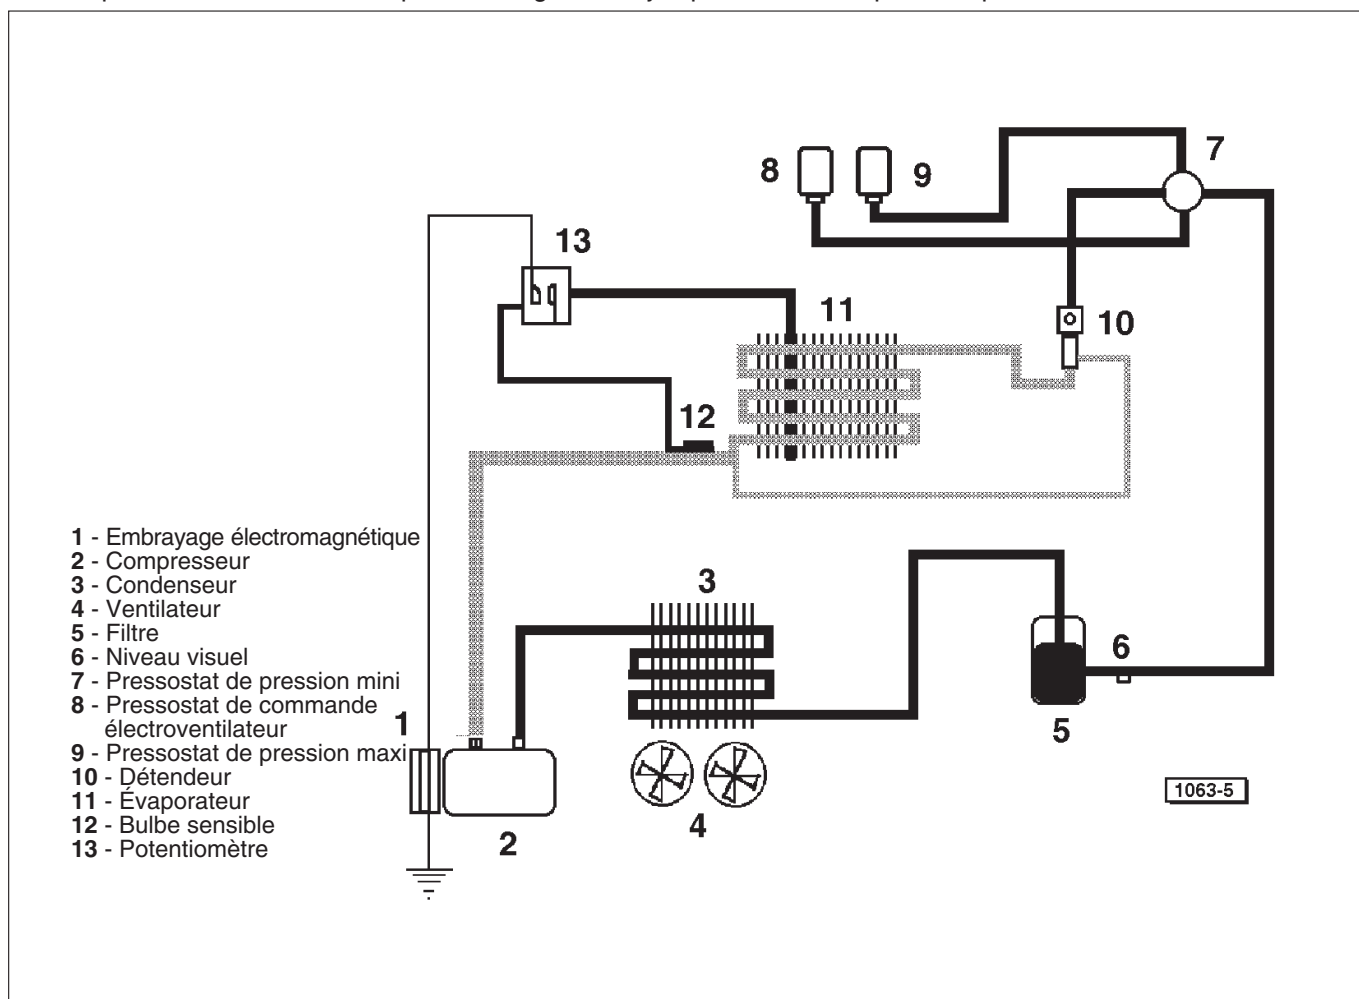 8
9
7
13
11
10
12
1 - Embrayage électromagnétique
2 - Compresseur
3 - Condenseur
4 - Ventilateur
5 - Filtre
6 - Niveau visuel
7 - Pressostat de pression mini
8 - Pressostat de commande
électroventilateur
9 - Pressostat de pression maxi
10 - Détendeur
11 - Évaporateur
12 - Bulbe sensible
13 - Potentiomètre
3
6
1
5
1063-5
4
2